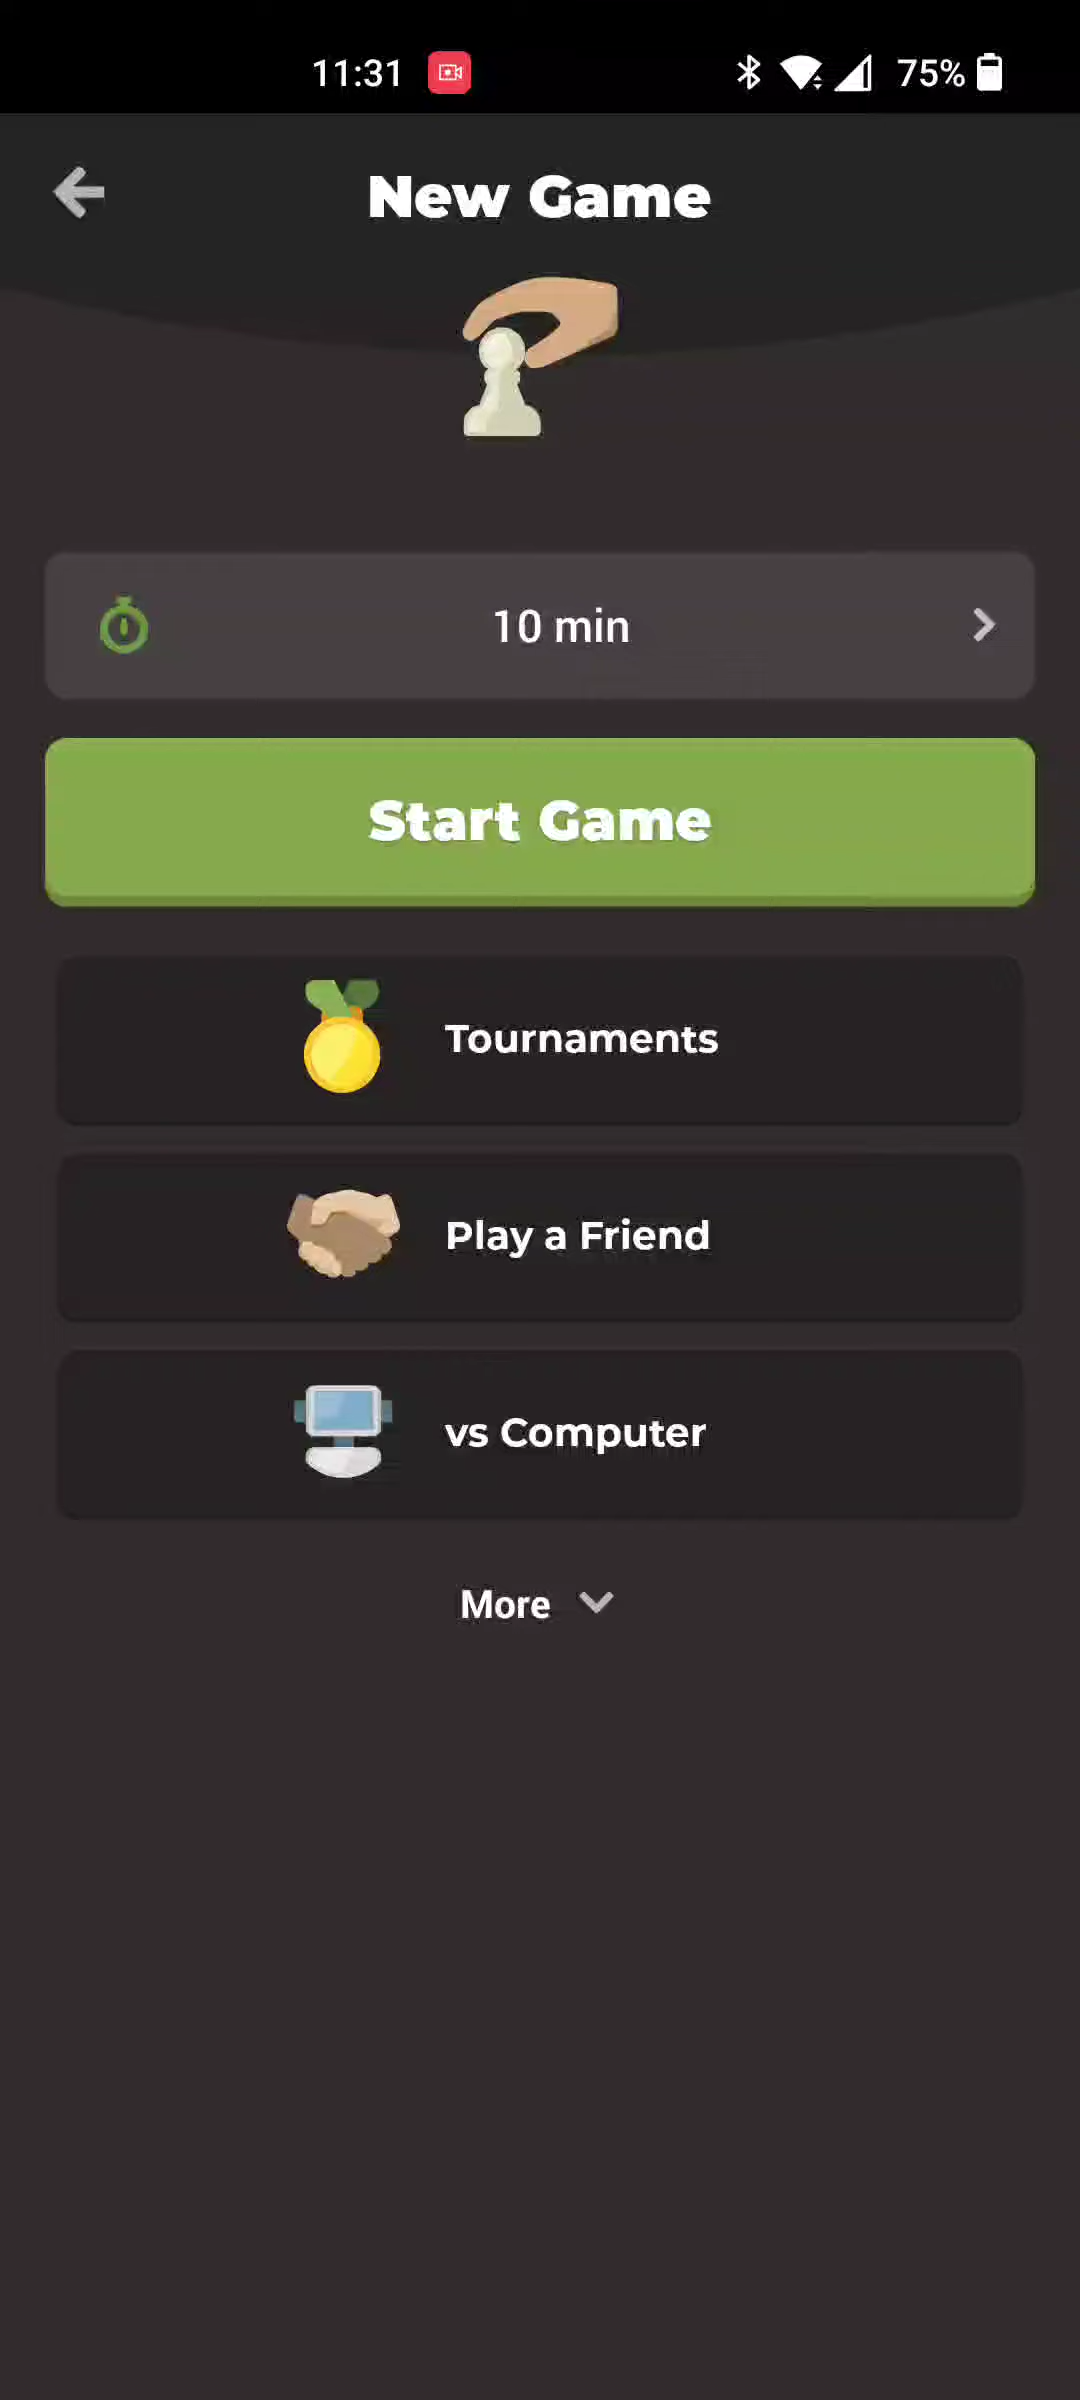 11:31 75%
New Game
10 min
Start Game
Tournaments
Play a Friend
vs Computer
More